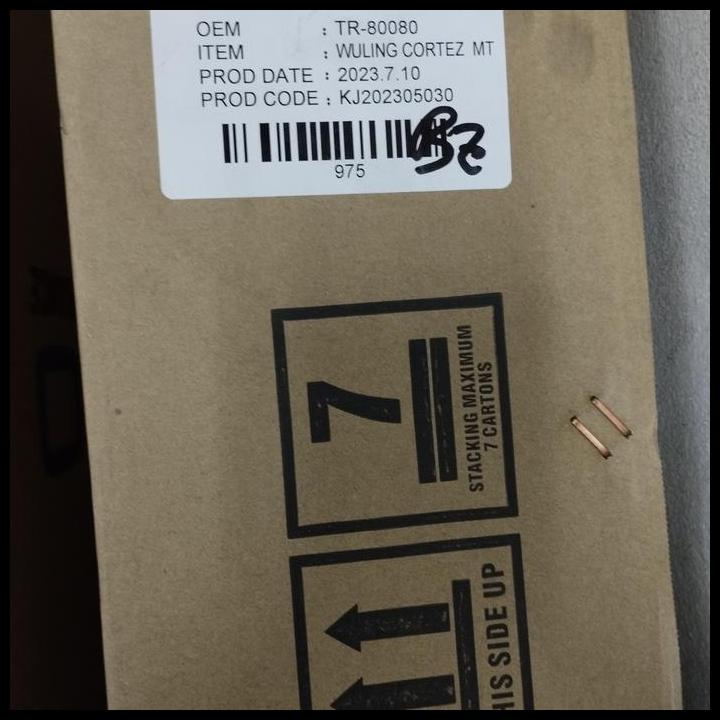 OEM : TR-80080
ITEM : WULING CORTEZ MT
PROD DATE : 2023.7.10
PROD CODE : KJ202305030
975
7
STACKING MAXIMUM
7 CARTONS
HIS SIDE UP